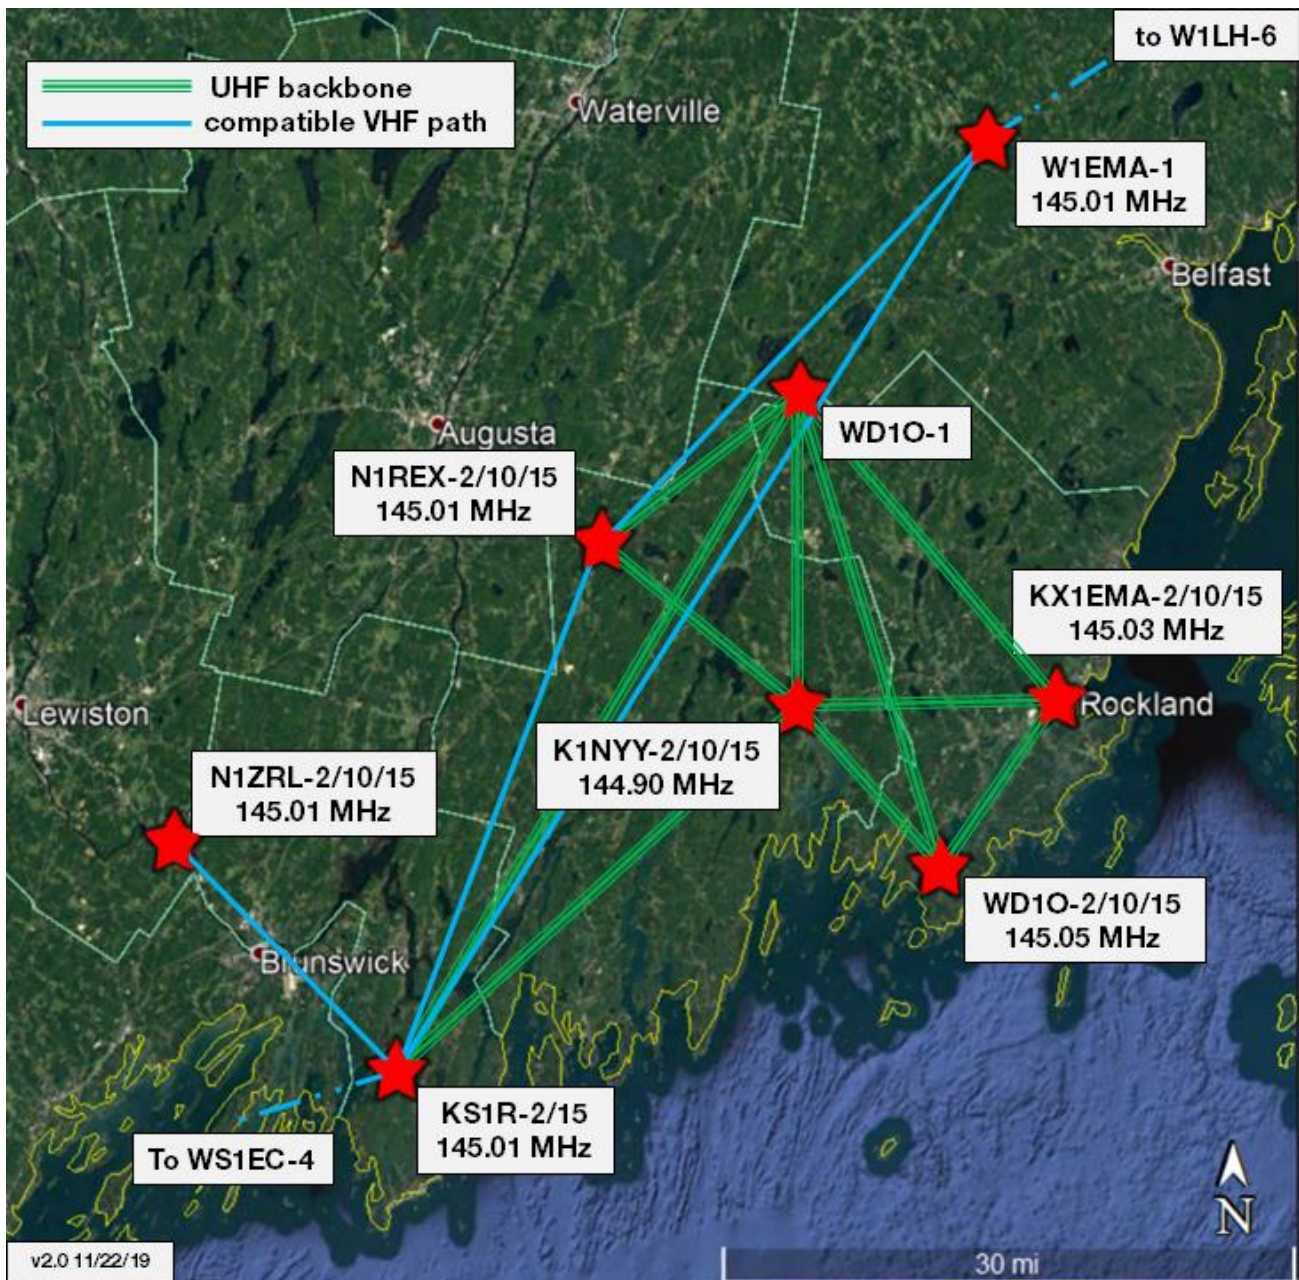 to W1LH-6
UHF backbone
compatible VHF path
Waterville
W1EMA-1
145.01 MHz
Belfast
WD1O-1
Augusta
N1REX-2/10/15
145.01 MHz
KX1EMA-2/10/15
145.03 MHz
Lewiston
Rockland
K1NYY-2/10/15
144.90 MHz
N1ZRL-2/10/15
145.01 MHz
WD1O-2/10/15
145.05 MHz
Brunswick
KS1R-2/15
145.01 MHz
To WS1EC-4
N
v2.0 11/22/19
30 mi